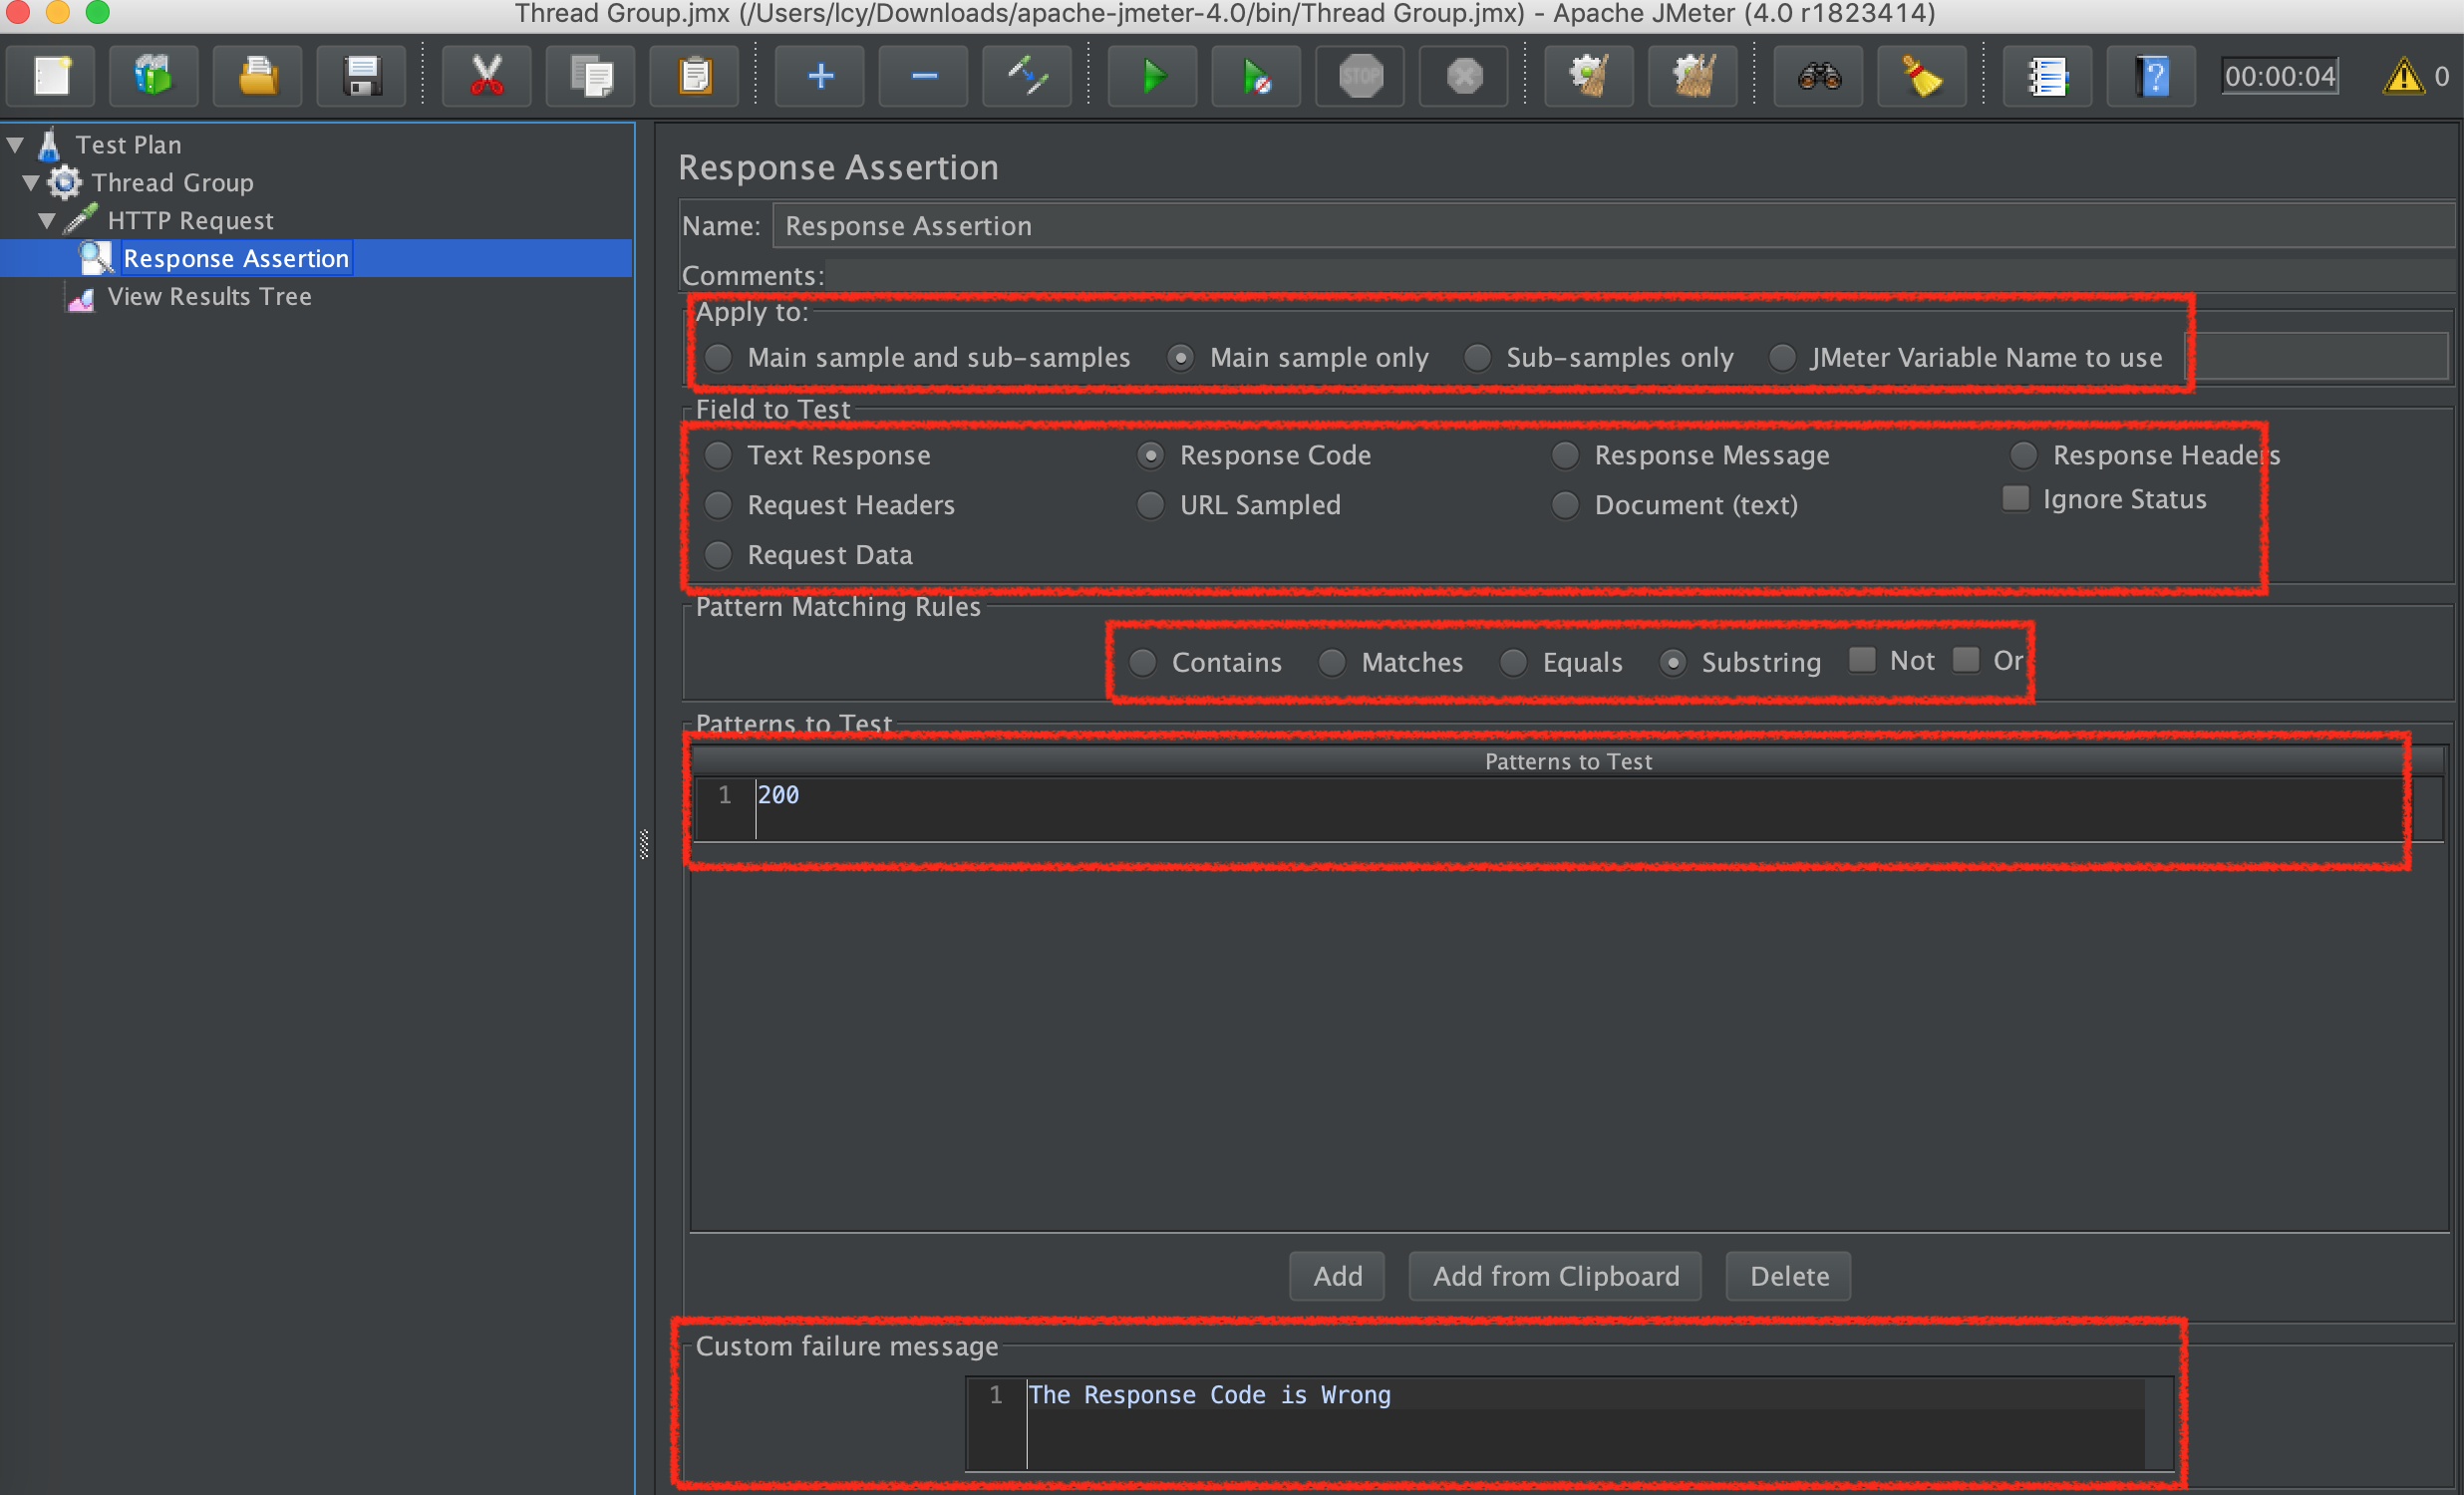 Thread Group.jmx (/Users/lcy/Downloads/apache-jmeter-4.0/bin/Thread Group.jmx) - Apache JMeter (4.0 r1823414)
STOP
00:00:04
0
Test Plan
Thread Group
HTTP Request
Response Assertion
View Results Tree
Response Assertion
Name: Response Assertion
Comments:
Apply to:
Main sample and sub-samples Main sample only Sub-samples only JMeter Variable Name to use
Field to Test
Text Response Response Code Response Message Response Headers
Request Headers URL Sampled Document (text) Ignore Status
Request Data
Pattern Matching Rules
Contains Matches Equals Substring Not Or
Patterns to Test
Patterns to Test
1 200
Add Add from Clipboard Delete
Custom failure message
1 The Response Code is Wrong